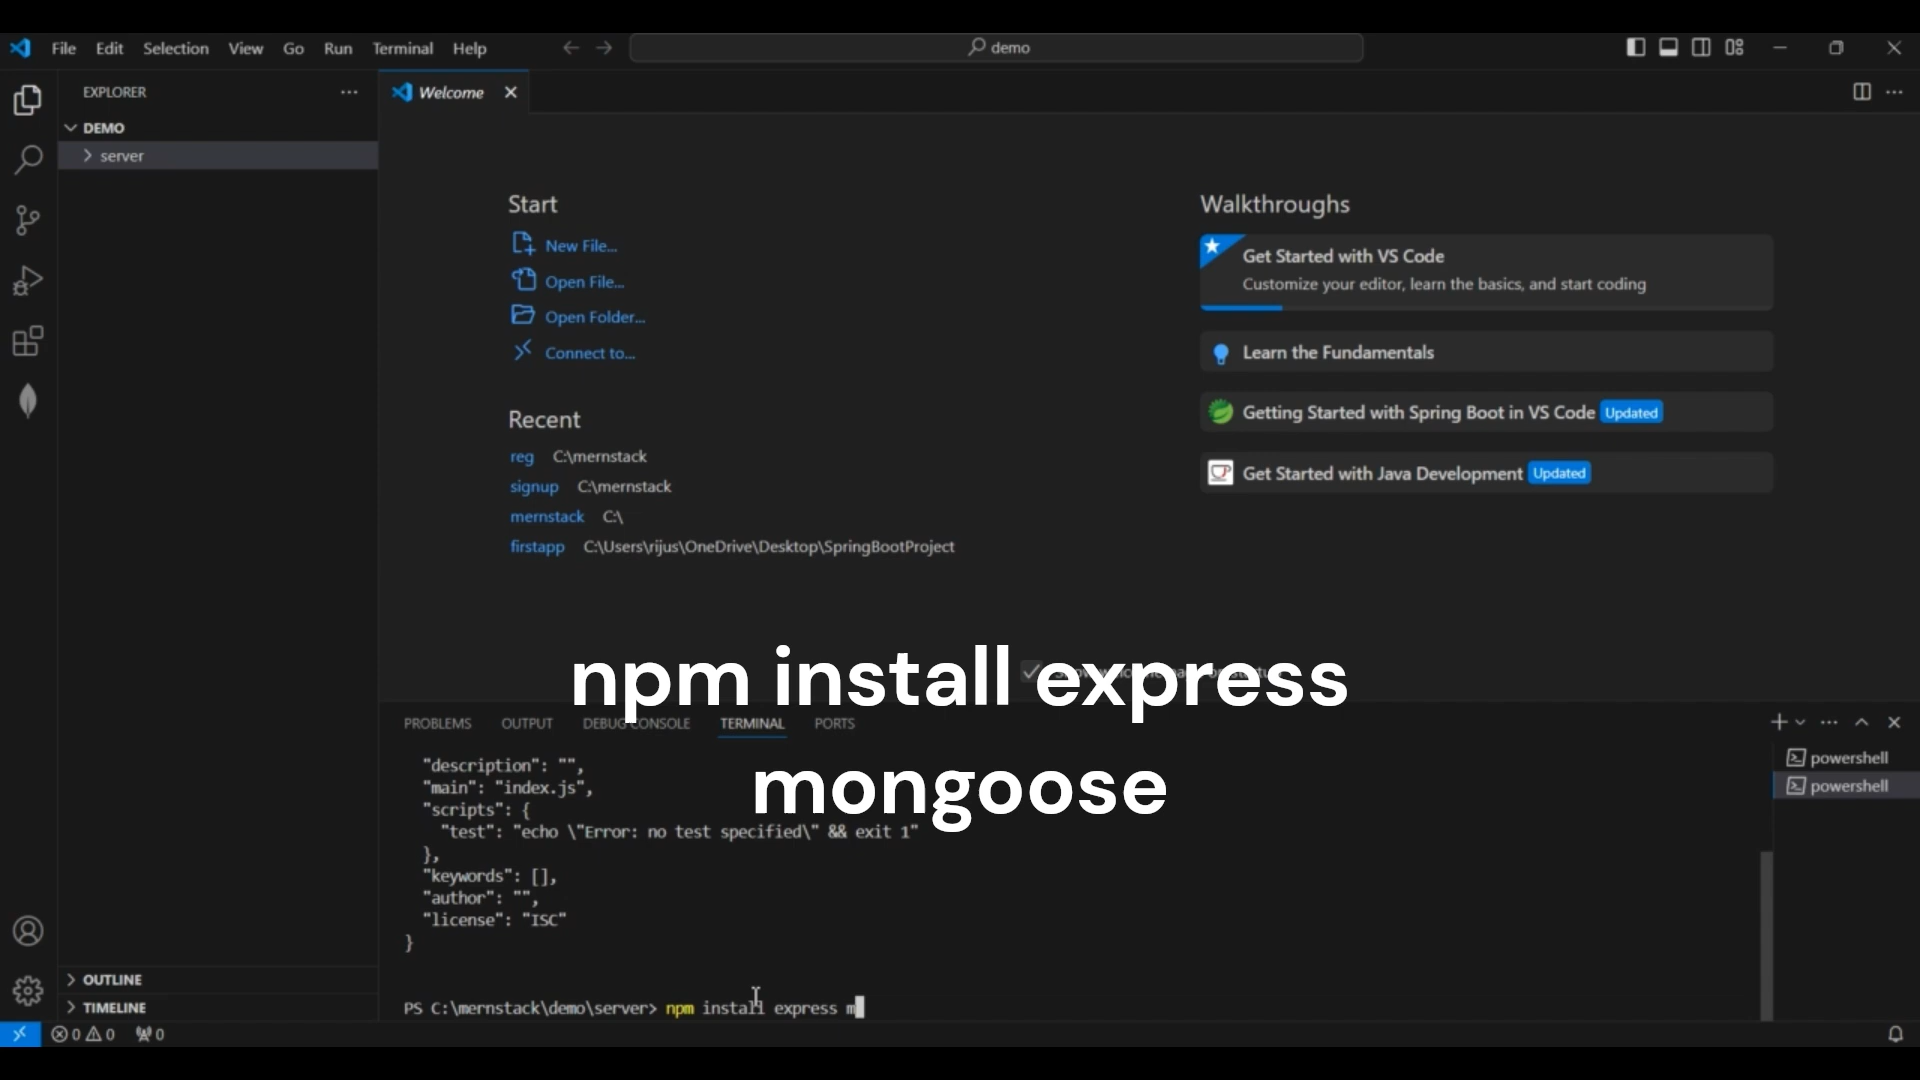 File Edit Selection View Go Run Terminal Help
demo
EXPLORER
Welcome
DEMO
server
Start
New File...
Open File...
Open Folder...
Connect to...
Recent
reg C:\mernstack
signup C:\mernstack
mernstack C:\
firstapp C:\Users\rijus\OneDrive\Desktop\SpringBootProject
Walkthroughs
Get Started with VS Code
Customize your editor, learn the basics, and start coding
Learn the Fundamentals
Getting Started with Spring Boot in VS Code Updated
Get Started with Java Development Updated
npm install express
mongoose
PROBLEMS OUTPUT DEBUG CONSOLE TERMINAL PORTS
powershell
powershell
"description": "",
"main": "index.js",
"scripts": {
"test": "echo \"Error: no test specified\" && exit 1"
},
"keywords": [],
"author": "",
"license": "ISC"
}
PS C:\mernstack\demo\server> npm install express m
OUTLINE
TIMELINE
0 0 0